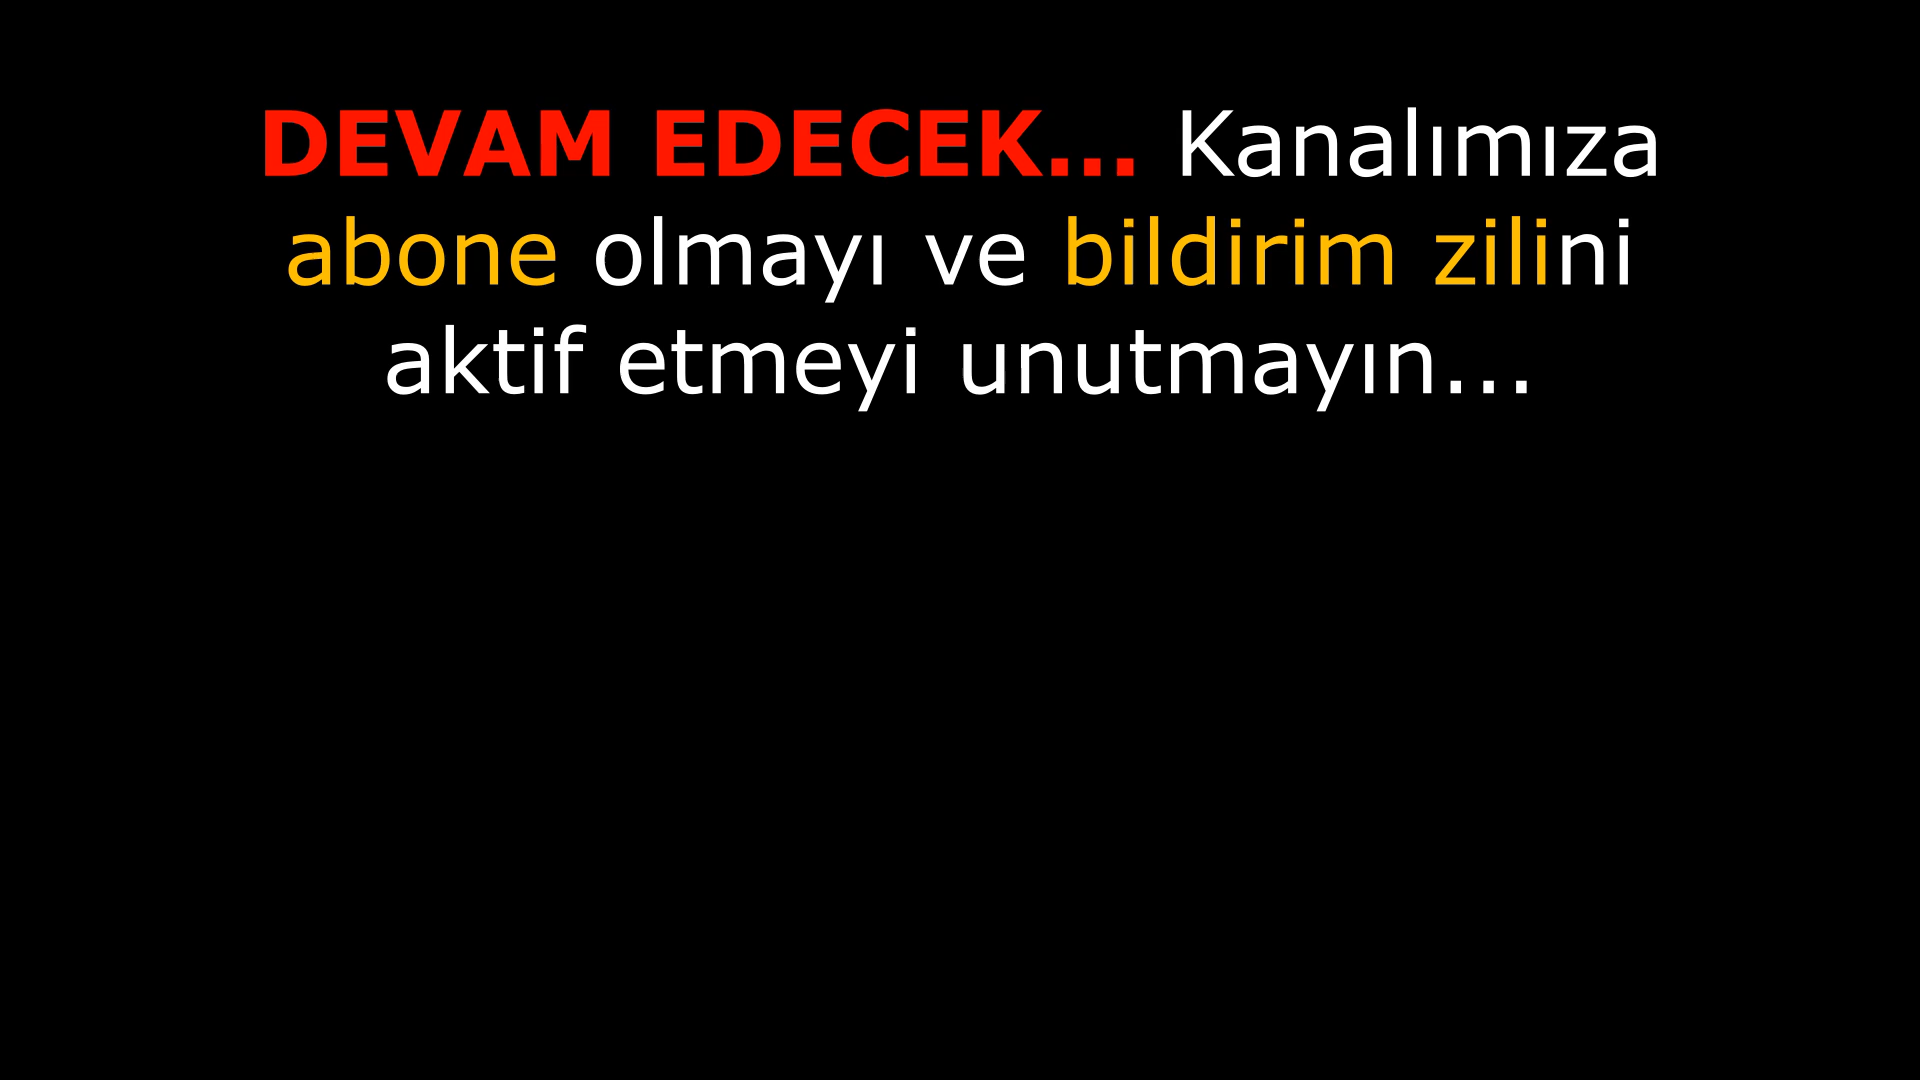 DEVAM EDECEK... Kanalımıza
abone olmayı ve bildirim zilini
aktif etmeyi unutmayın...